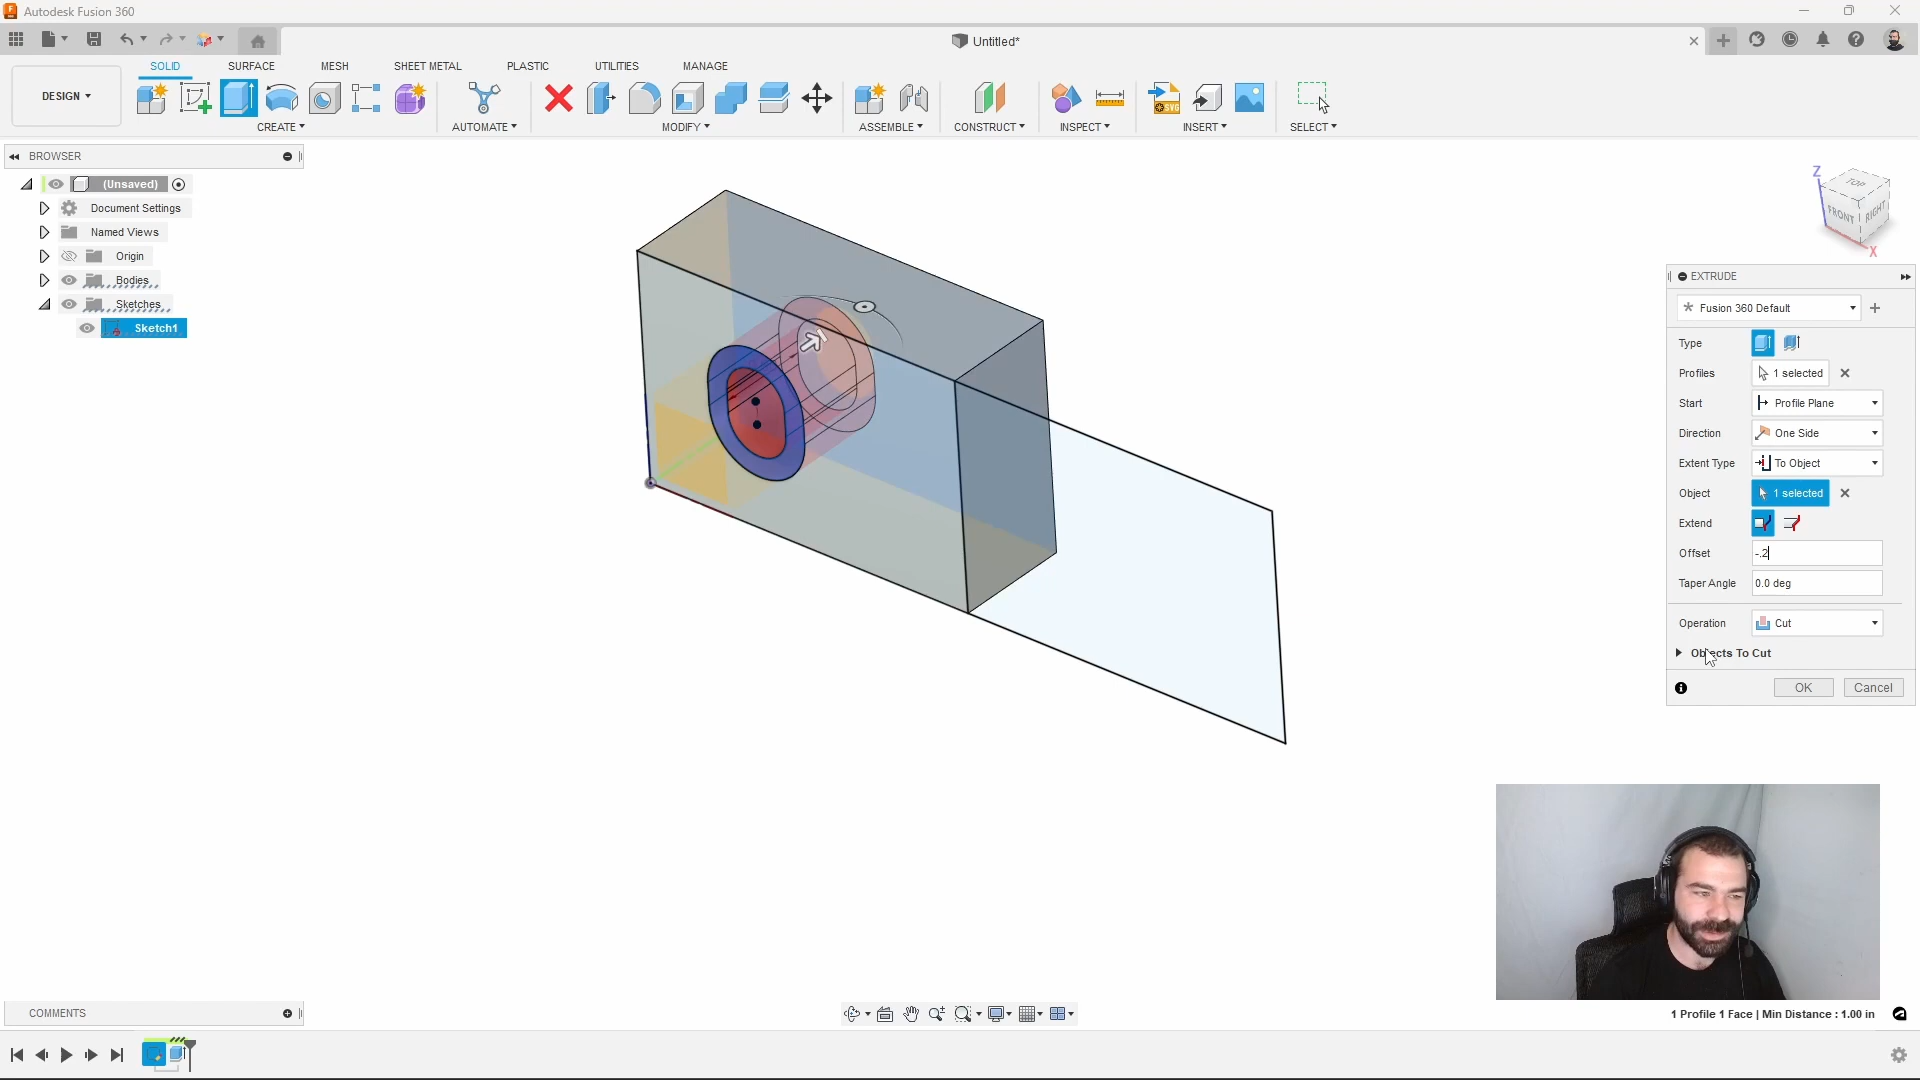 Autodesk Fusion 360
Untitled*
SOLID SURFACE MESH SHEET METAL PLASTIC UTILITIES MANAGE
DESIGN
CREATE AUTOMATE MODIFY ASSEMBLE CONSTRUCT INSPECT INSERT SELECT
SVG
BROWSER
(Unsaved)
Document Settings
Named Views
Origin
Bodies
Sketches
Sketch1
Z
TOP
FRONT RIGHT
X
EXTRUDE
Fusion 360 Default
Type
Profiles 1 selected
Start Profile Plane
Direction One Side
Extent Type To Object
Object 1 selected
Extend
Offset -.2
Taper Angle 0.0 deg
Operation Cut
Objects To Cut
OK Cancel
COMMENTS
1 Profile 1 Face | Min Distance : 1.00 in